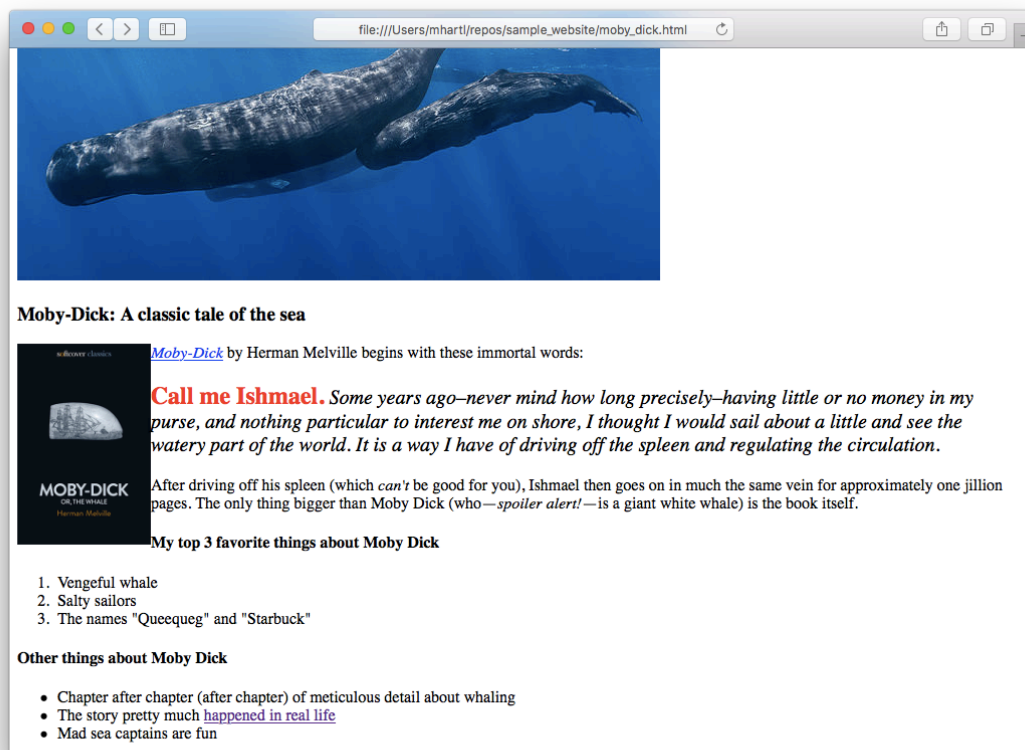 file:///Users/mhartl/repos/sample_website/moby_dick.html
Moby-Dick: A classic tale of the sea
softcover classics
MOBY-DICK
OR, THE WHALE
Herman Melville
Moby-Dick by Herman Melville begins with these immortal words:
Call me Ishmael. Some years ago–never mind how long precisely–having little or no money in my
purse, and nothing particular to interest me on shore, I thought I would sail about a little and see the
watery part of the world. It is a way I have of driving off the spleen and regulating the circulation.
After driving off his spleen (which can't be good for you), Ishmael then goes on in much the same vein for approximately one jillion
pages. The only thing bigger than Moby Dick (who—spoiler alert!—is a giant white whale) is the book itself.
My top 3 favorite things about Moby Dick
1. Vengeful whale
2. Salty sailors
3. The names "Queequeg" and "Starbuck"
Other things about Moby Dick
• Chapter after chapter (after chapter) of meticulous detail about whaling
• The story pretty much happened in real life
• Mad sea captains are fun